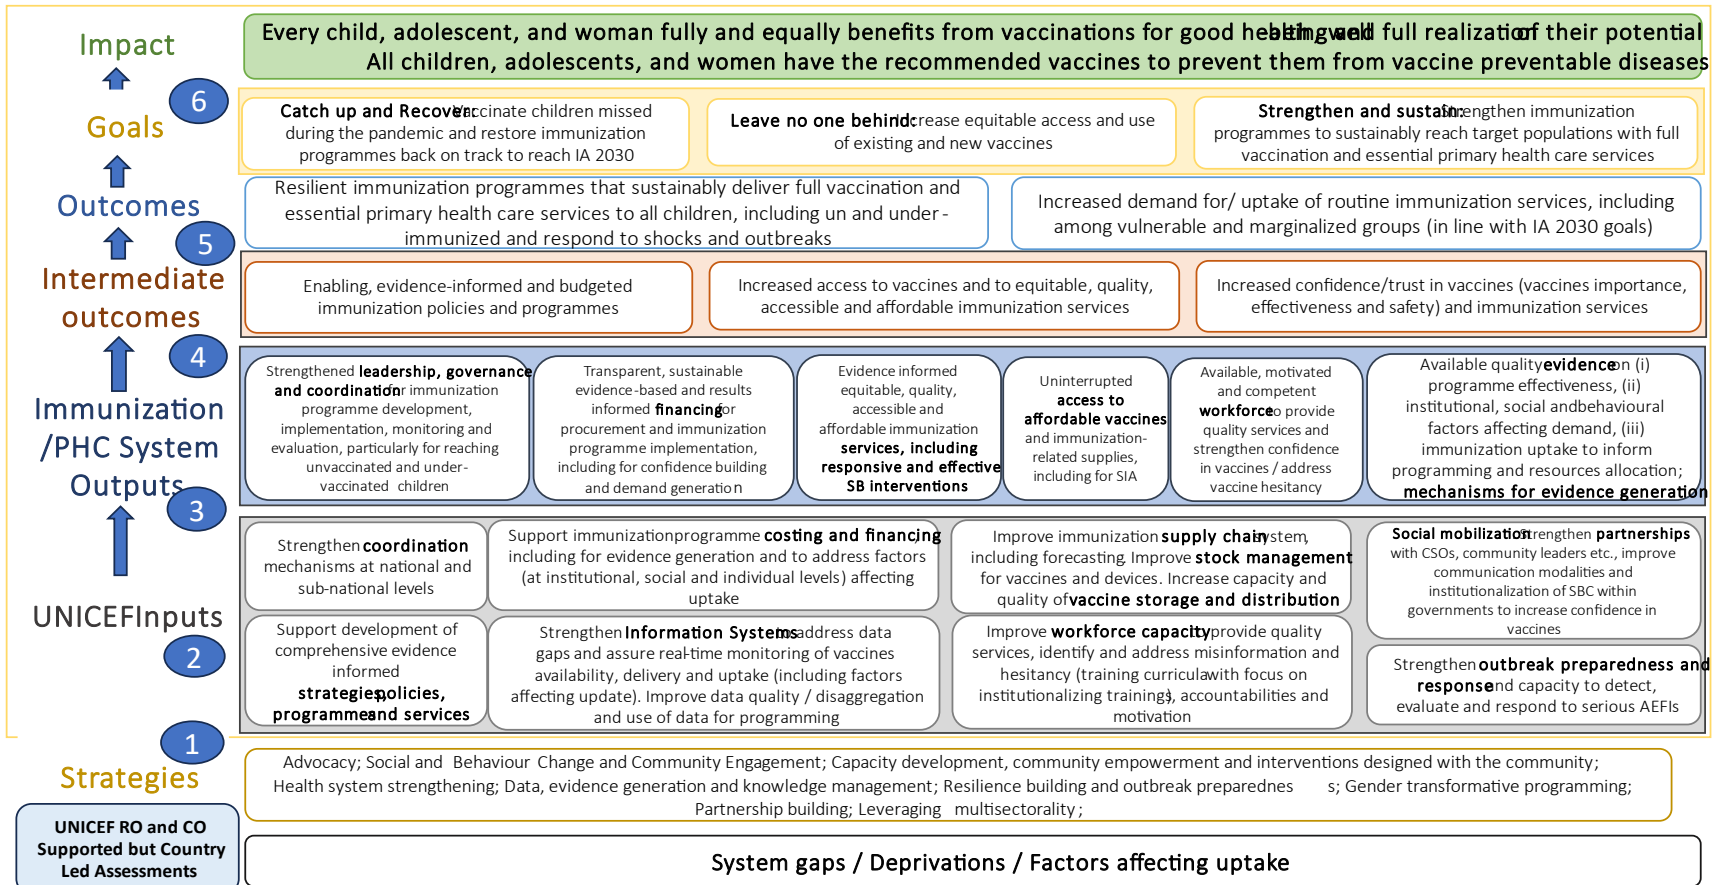 Impact
Every child, adolescent, and woman fully and equally benefits from vaccinations for good health, well-being and full realization of their potential
All children, adolescents, and women have the recommended vaccines to prevent them from vaccine preventable diseases
6
Goals
Catch up and Recover: Vaccinate children missed
during the pandemic and restore immunization
programmes back on track to reach IA 2030
Leave no one behind: Increase equitable access and use
of existing and new vaccines
Strengthen and sustain: Strengthen immunization
programmes to sustainably reach target populations with full
vaccination and essential primary health care services
Outcomes
Resilient immunization programmes that sustainably deliver full vaccination and
essential primary health care services to all children, including un and under-
immunized and respond to shocks and outbreaks
Increased demand for/ uptake of routine immunization services, including
among vulnerable and marginalized groups (in line with IA 2030 goals)
5
Intermediate
outcomes
Enabling, evidence-informed and budgeted
immunization policies and programmes
Increased access to vaccines and to equitable, quality,
accessible and affordable immunization services
Increased confidence/trust in vaccines (vaccines importance,
effectiveness and safety) and immunization services
4
Immunization
/PHC System
Outputs
Strengthened leadership, governance
and coordination for immunization
programme development,
implementation, monitoring and
evaluation, particularly for reaching
unvaccinated and under-
vaccinated children
Transparent, sustainable
evidence-based and results
informed financing for
procurement and immunization
programme implementation,
including for confidence building
and demand generation
Evidence informed
equitable, quality,
accessible and
affordable immunization
services, including
responsive and effective
SB interventions
Uninterrupted
access to
affordable vaccines
and immunization-
related supplies,
including for SIA
Available, motivated
and competent
workforce to provide
quality services and
strengthen confidence
in vaccines / address
vaccine hesitancy
Available quality evidence on (i)
programme effectiveness, (ii)
institutional, social and behavioural
factors affecting demand, (iii)
immunization uptake to inform
programming and resources allocation;
mechanisms for evidence generation
3
UNICEF Inputs
Strengthen coordination
mechanisms at national and
sub-national levels
Support immunization programme costing and financing,
including for evidence generation and to address factors
(at institutional, social and individual levels) affecting
uptake
Improve immunization supply chain system,
including forecasting. Improve stock management
for vaccines and devices. Increase capacity and
quality of vaccine storage and distribution.
Social mobilization: Strengthen partnerships
with CSOs, community leaders etc., improve
communication modalities and
institutionalization of SBC within
governments to increase confidence in
vaccines
2
Support development of
comprehensive evidence
informed
strategies, policies,
programmes and services
Strengthen Information Systems to address data
gaps and assure real-time monitoring of vaccines
availability, delivery and uptake (including factors
affecting update). Improve data quality / disaggregation
and use of data for programming
Improve workforce capacity to provide quality
services, identify and address misinformation and
hesitancy (training curricula with focus on
institutionalizing trainings), accountabilities and
motivation
Strengthen outbreak preparedness and
response and capacity to detect,
evaluate and respond to serious AEFIs
1
Strategies
Advocacy; Social and Behaviour Change and Community Engagement; Capacity development, community empowerment and interventions designed with the community;
Health system strengthening; Data, evidence generation and knowledge management; Resilience building and outbreak preparedness; Gender transformative programming;
Partnership building; Leveraging multisectorality;
UNICEF RO and CO
Supported but Country
Led Assessments
System gaps / Deprivations / Factors affecting uptake